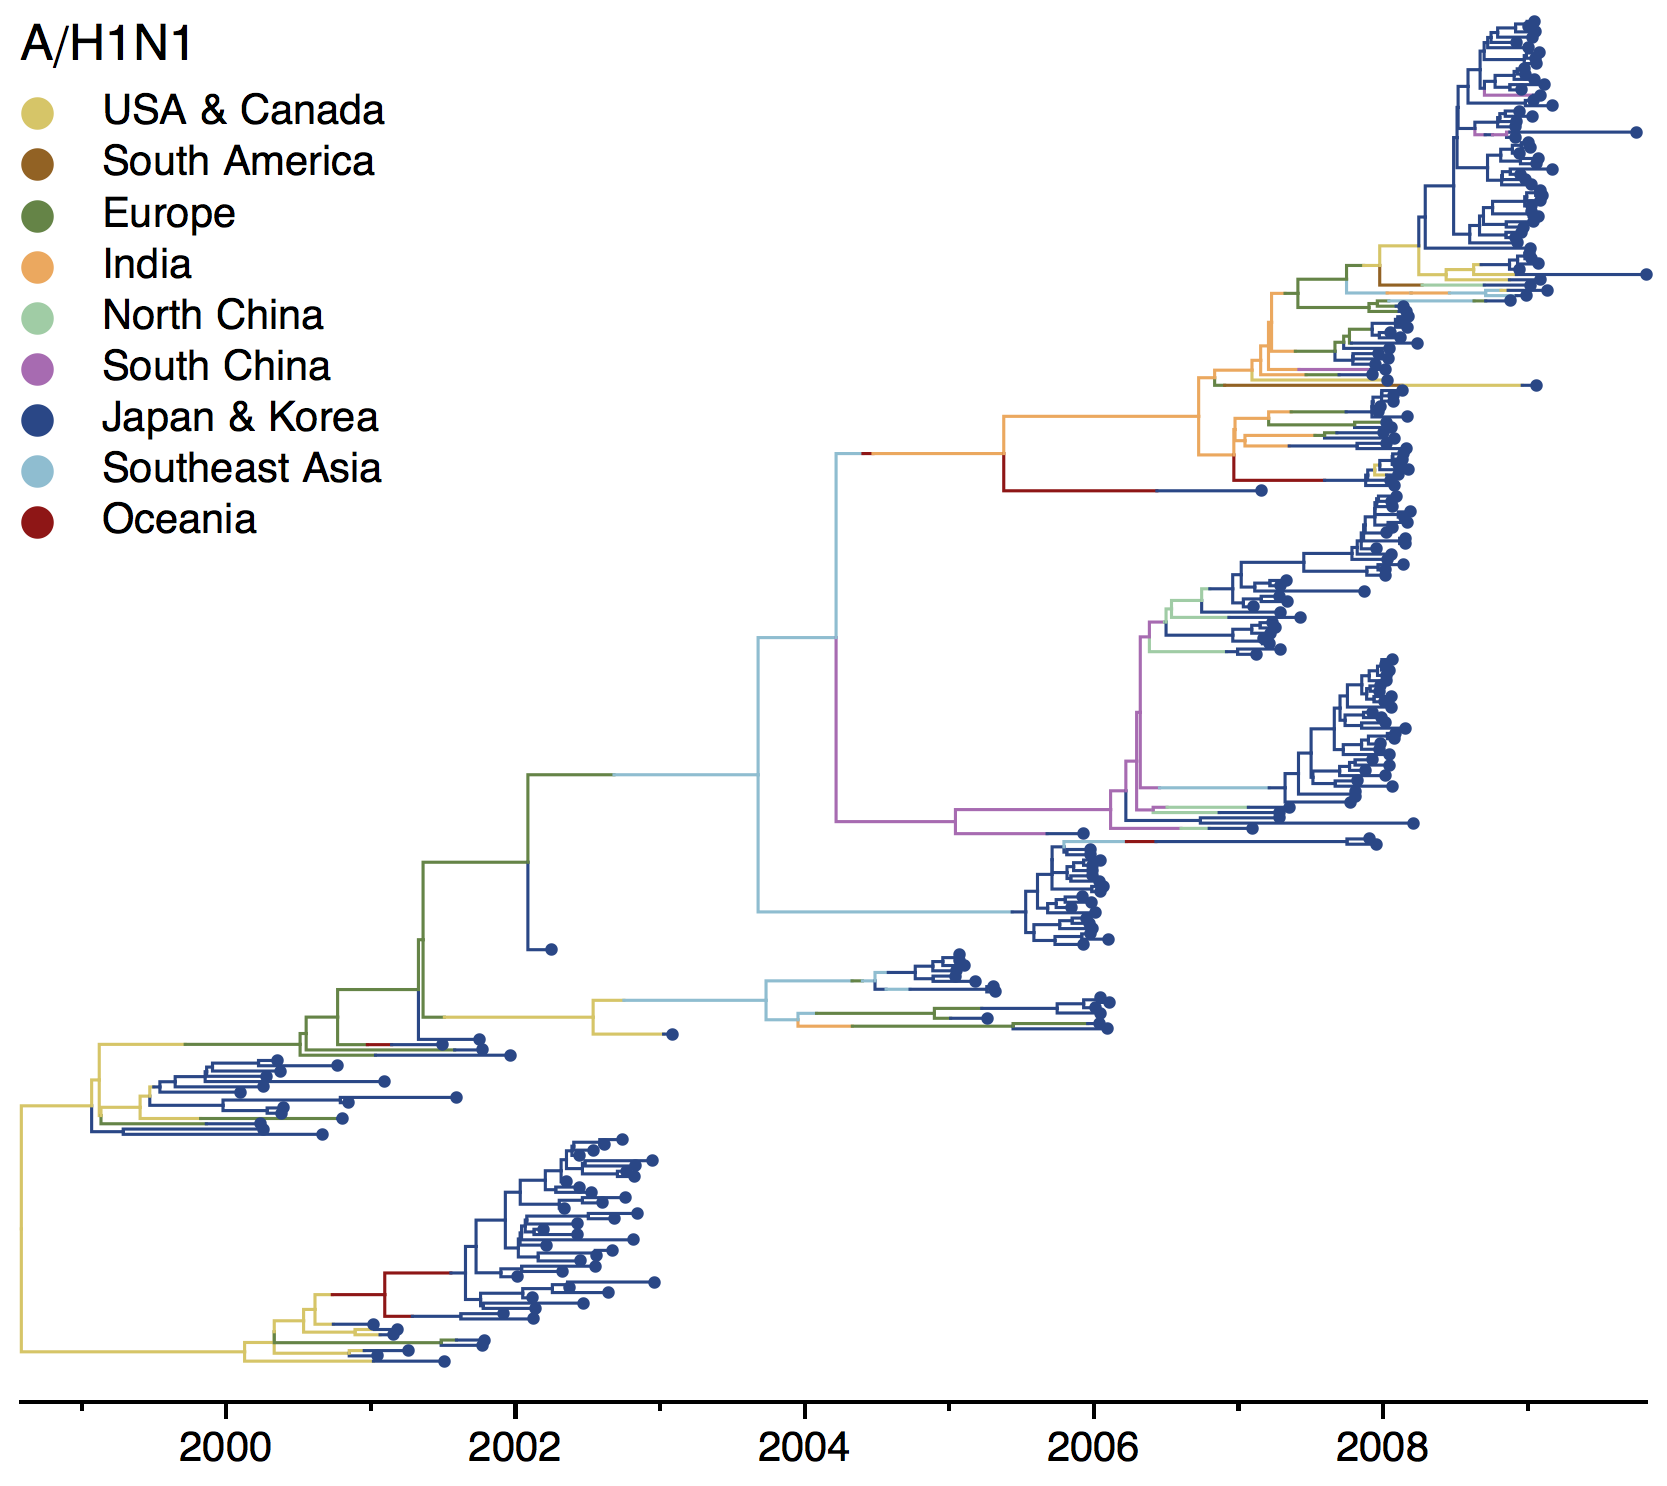 A/H1N1
USA & Canada
South America
Europe
India
North China
South China
Japan & Korea
Southeast Asia
Oceania
2000 2002 2004 2006 2008